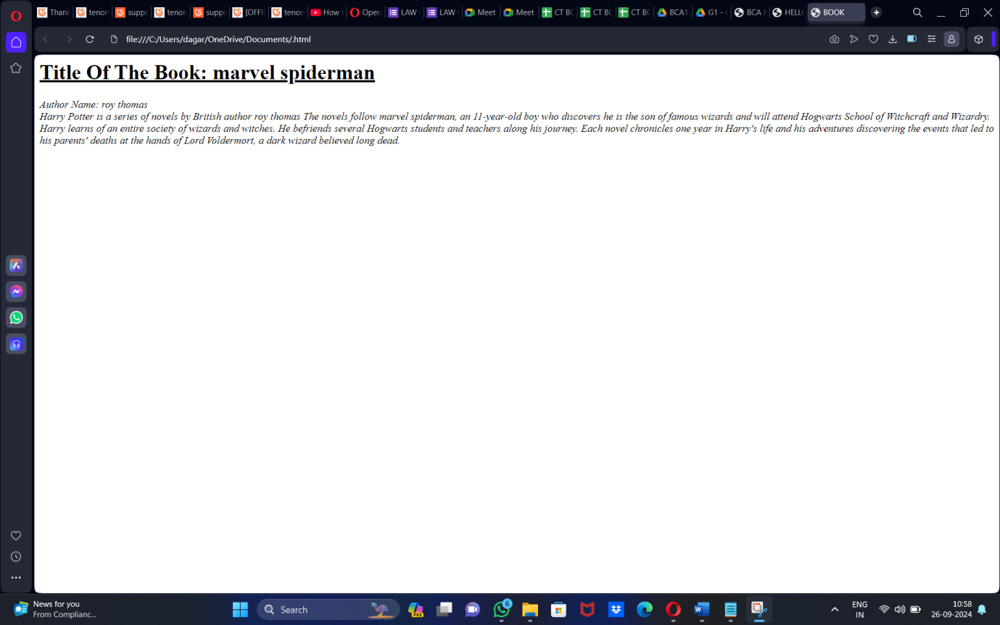 Thank
tenor
suppo
tenor
suppo
[OFFI
tenor
How t
Opera
LAW
LAW
Meet
Meet
CT BC
CT BC
CT BC
BCA1
G1 - (
BCA
HELLO
BOOK
file:///C:/Users/dagar/OneDrive/Documents/.html
Title Of The Book: marvel spiderman
Author Name: roy thomas
Harry Potter is a series of novels by British author roy thomas The novels follow marvel spiderman, an 11-year-old boy who discovers he is the son of famous wizards and will attend Hogwarts School of Witchcraft and Wizardry.
Harry learns of an entire society of wizards and witches. He befriends several Hogwarts students and teachers along his journey. Each novel chronicles one year in Harry's life and his adventures discovering the events that led to
his parents' deaths at the hands of Lord Voldermort, a dark wizard believed long dead.
News for you
From Complianc...
Search
PRE
6
W
ENG
IN
10:58
26-09-2024